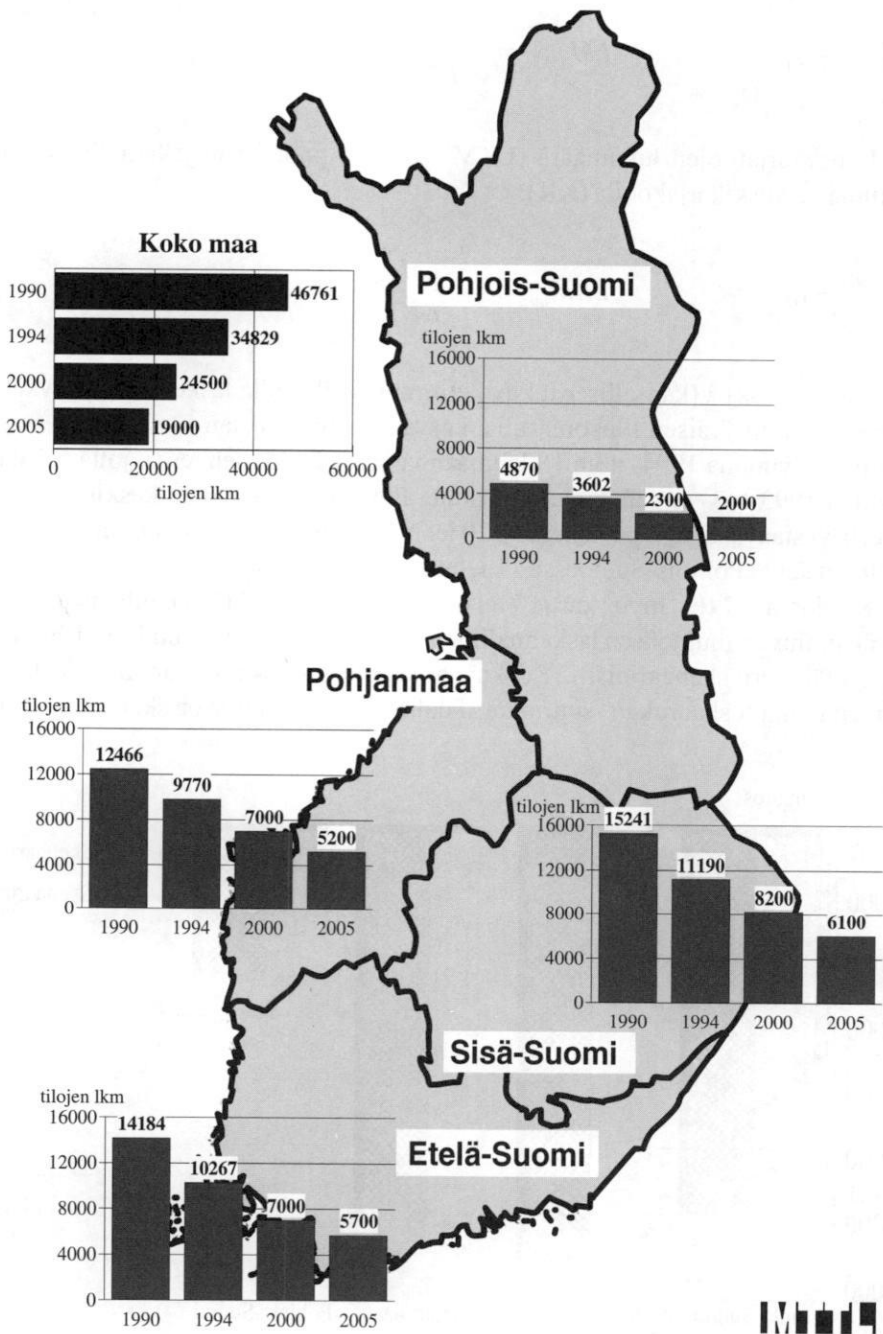 Koko maa
1990 46761
1994 34829
2000 24500
2005 19000
0 20000 40000 60000
tilojen lkm
Pohjois-Suomi
tilojen lkm
16000
12000
8000
4000
0
4870 3602 2300 2000
1990 1994 2000 2005
Pohjanmaa
tilojen lkm
16000
12000
8000
4000
0
12466 9770 7000 5200
1990 1994 2000 2005
tilojen lkm
16000
12000
8000
4000
0
15241 11190 8200 6100
1990 1994 2000 2005
Sisä-Suomi
Etelä-Suomi
tilojen lkm
16000
12000
8000
4000
0
14184 10267 7000 5700
1990 1994 2000 2005
MTTL